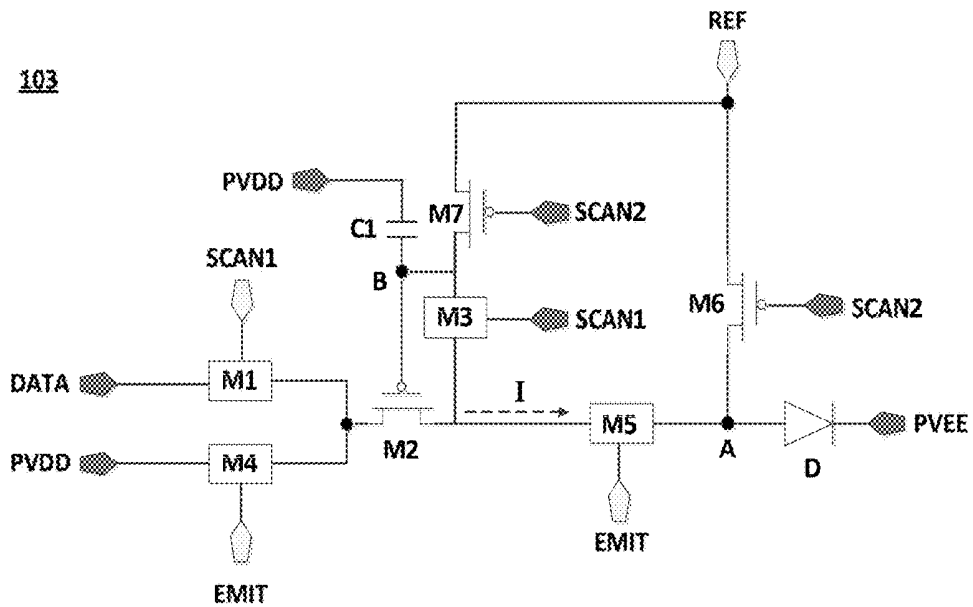 REF
103
PVDD
M7
SCAN2
C1
SCAN1
B
M3
SCAN1
M6
SCAN2
DATA
M1
I
M5
PVEE
PVDD
M4
M2
A
D
EMIT
EMIT